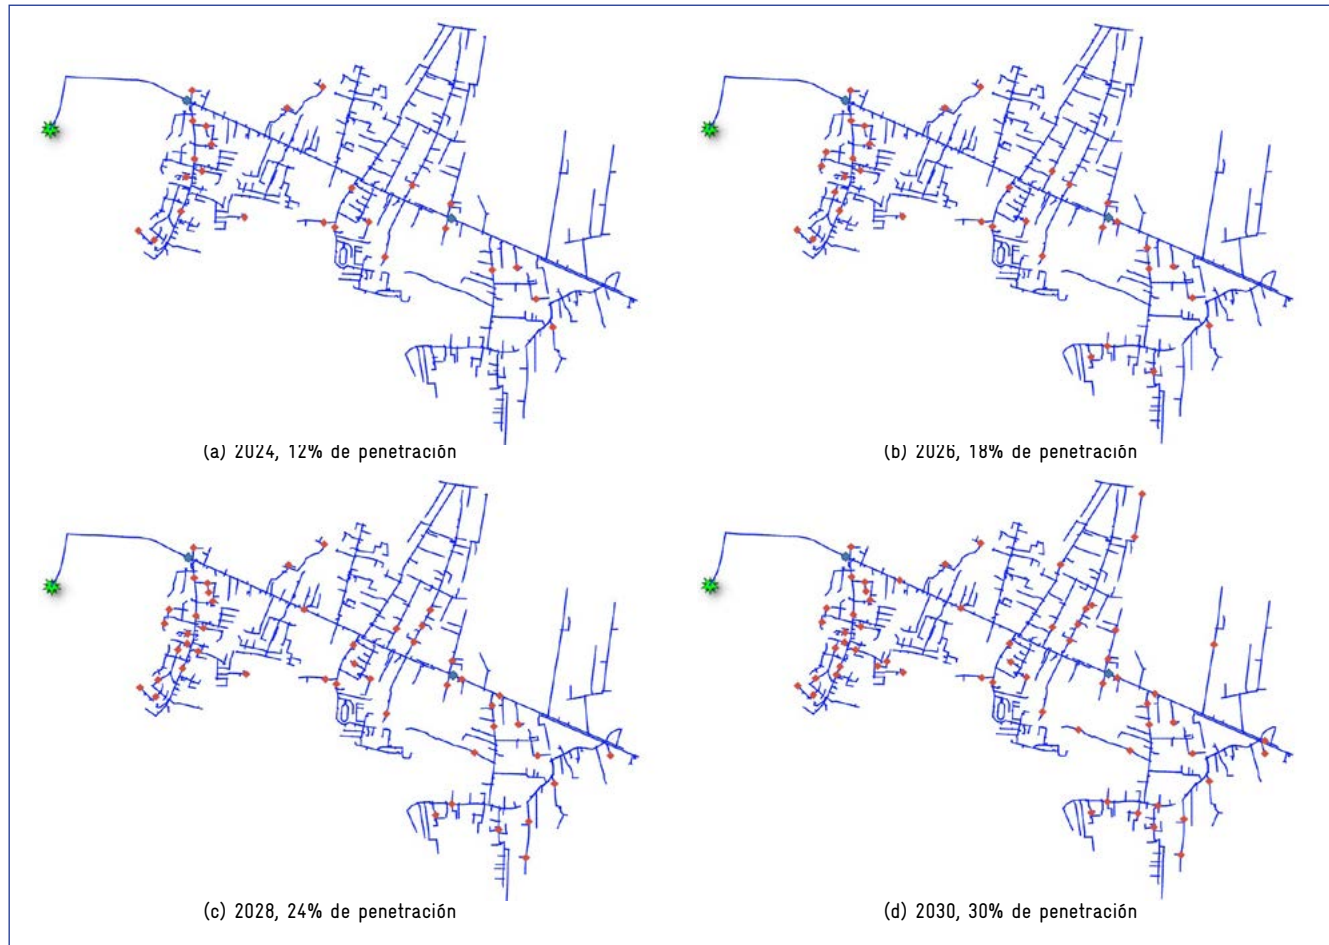 (a) 2024, 12% de penetración
(b) 2026, 18% de penetración
(c) 2028, 24% de penetración
(d) 2030, 30% de penetración